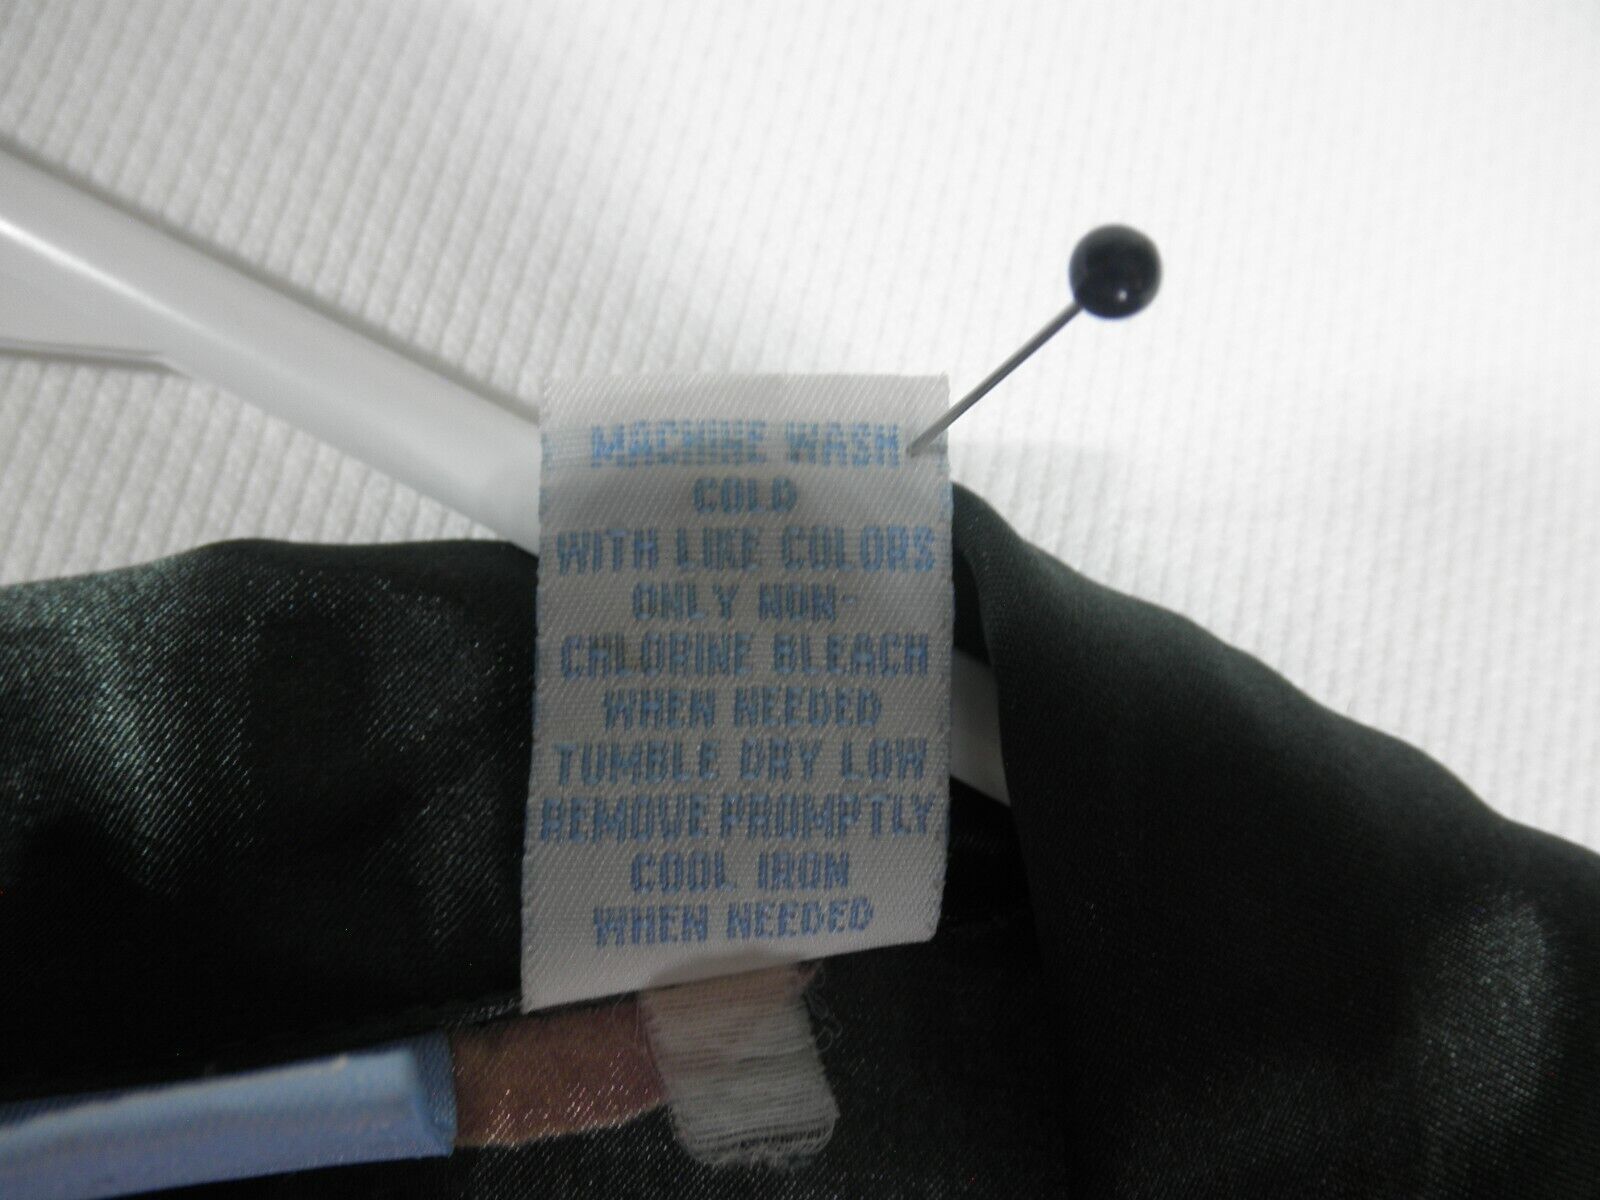 MACHINE WASH
COLD
WITH LIKE COLORS
ONLY NON-
CHLORINE BLEACH
WHEN NEEDED
TUMBLE DRY LOW
REMOVE PROMPTLY
COOL IRON
WHEN NEEDED